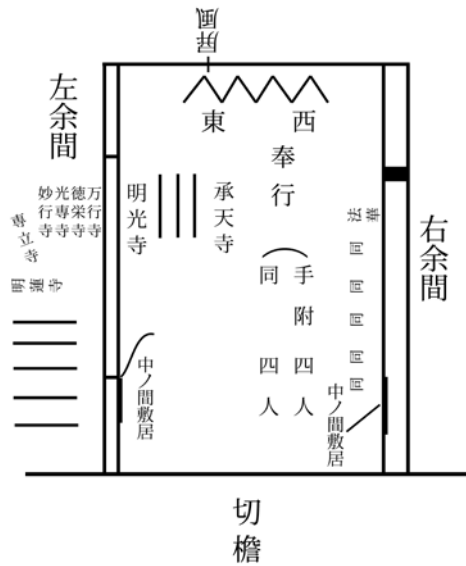 屏風
西
東
奉行
手附四人
同四人
承天寺
明光寺
法華
同
同
同
同
同
右余間
中ノ間敷居
左余間
万行寺
徳栄寺
光専寺
妙行寺
専立寺
明蓮寺
中ノ間敷居
切檐